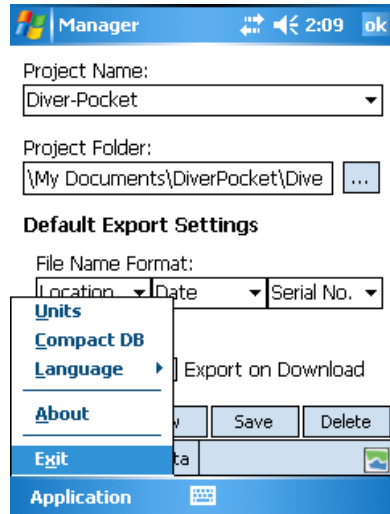 Manager 2:09 ok
Project Name:
Diver-Pocket
Project Folder:
\My Documents\DiverPocket\Dive ...
Default Export Settings
File Name Format:
Location Date Serial No.
Units
Compact DB
Language Export on Download
About
Save Delete
Exit ta
Application